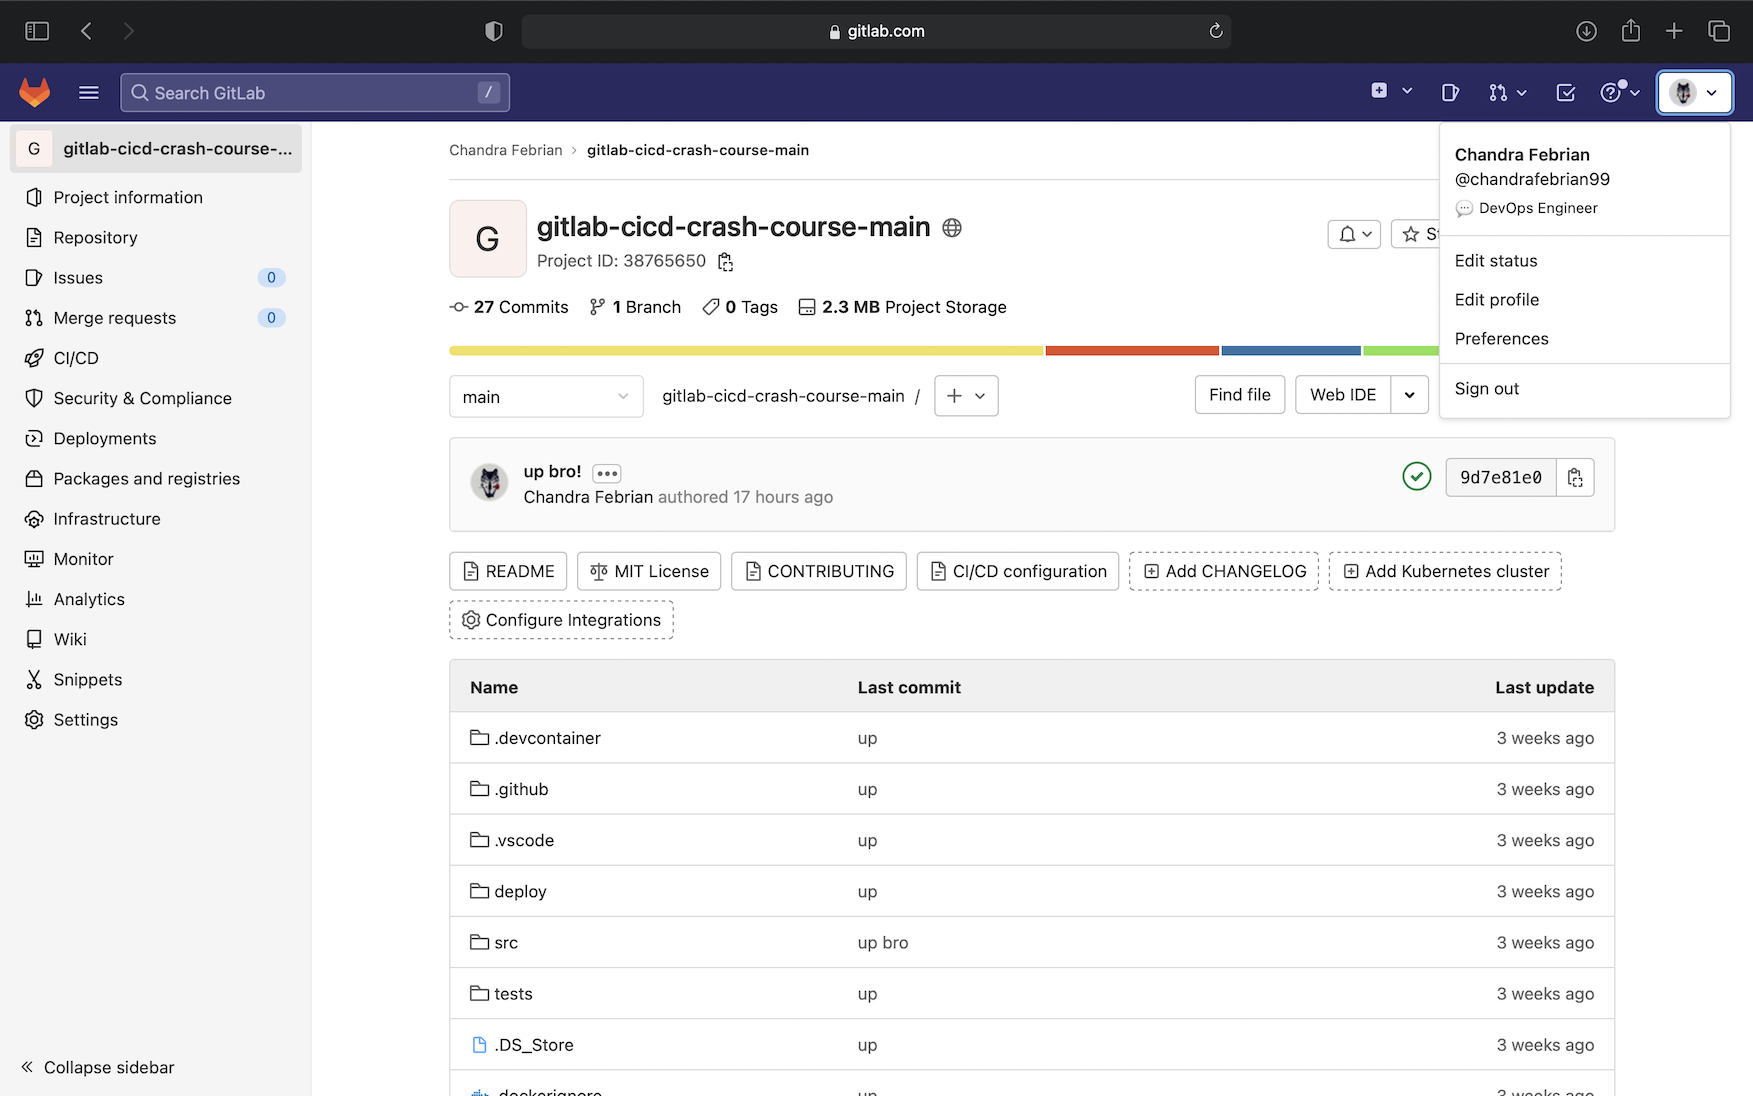 gitlab.com
Search GitLab /
G gitlab-cicd-crash-course-...
Project information
Repository
Issues 0
Merge requests 0
CI/CD
Security & Compliance
Deployments
Packages and registries
Infrastructure
Monitor
Analytics
Wiki
Snippets
Settings
Collapse sidebar
Chandra Febrian > gitlab-cicd-crash-course-main
G
gitlab-cicd-crash-course-main
Project ID: 38765650
27 Commits 1 Branch 0 Tags 2.3 MB Project Storage
main gitlab-cicd-crash-course-main / Find file Web IDE
Chandra Febrian
@chandrafebrian99
DevOps Engineer
Edit status
Edit profile
Preferences
Sign out
up bro!
Chandra Febrian authored 17 hours ago
9d7e81e0
README MIT License CONTRIBUTING CI/CD configuration Add CHANGELOG Add Kubernetes cluster
Configure Integrations
Name Last commit Last update
.devcontainer up 3 weeks ago
.github up 3 weeks ago
.vscode up 3 weeks ago
deploy up 3 weeks ago
src up bro 3 weeks ago
tests up 3 weeks ago
.DS_Store up 3 weeks ago
.dockerignore up 3 weeks ago